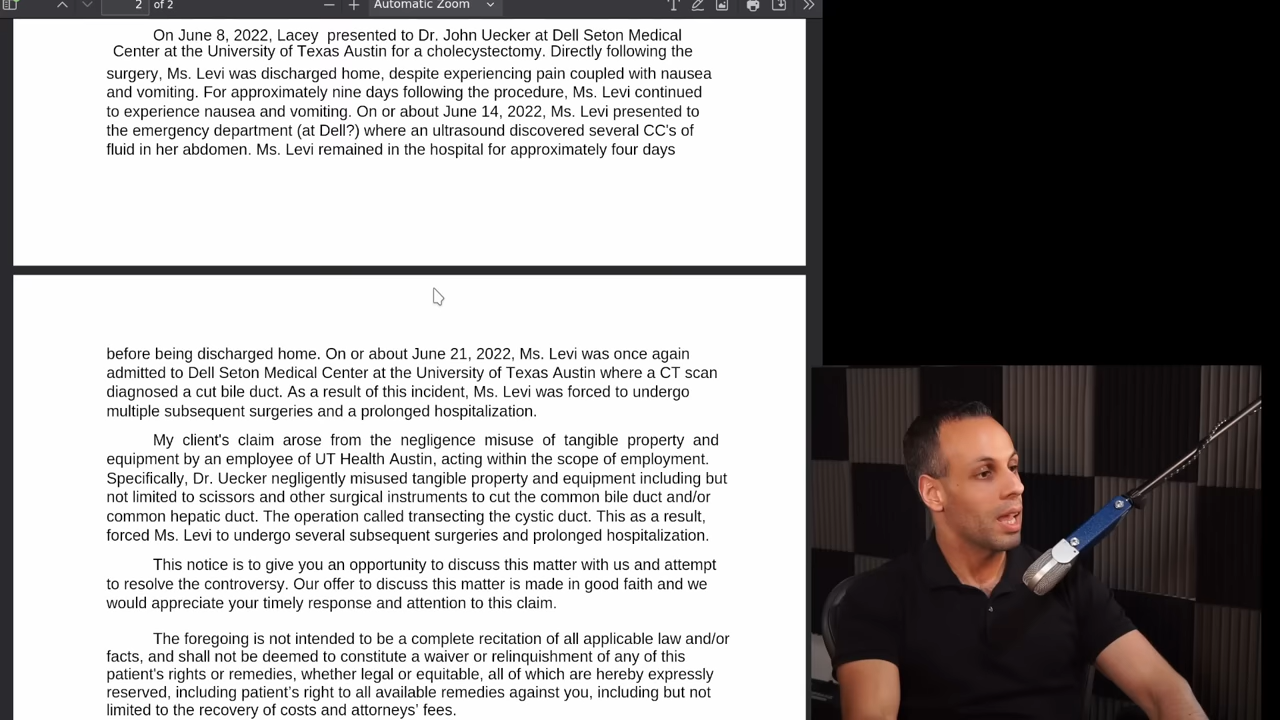 2 of 2 Automatic Zoom
On June 8, 2022, Lacey presented to Dr. John Uecker at Dell Seton Medical
Center at the University of Texas Austin for a cholecystectomy. Directly following the
surgery, Ms. Levi was discharged home, despite experiencing pain coupled with nausea
and vomiting. For approximately nine days following the procedure, Ms. Levi continued
to experience nausea and vomiting. On or about June 14, 2022, Ms. Levi presented to
the emergency department (at Dell?) where an ultrasound discovered several CC's of
fluid in her abdomen. Ms. Levi remained in the hospital for approximately four days
before being discharged home. On or about June 21, 2022, Ms. Levi was once again
admitted to Dell Seton Medical Center at the University of Texas Austin where a CT scan
diagnosed a cut bile duct. As a result of this incident, Ms. Levi was forced to undergo
multiple subsequent surgeries and a prolonged hospitalization.
My client's claim arose from the negligence misuse of tangible property and
equipment by an employee of UT Health Austin, acting within the scope of employment.
Specifically, Dr. Uecker negligently misused tangible property and equipment including but
not limited to scissors and other surgical instruments to cut the common bile duct and/or
common hepatic duct. The operation called transecting the cystic duct. This as a result,
forced Ms. Levi to undergo several subsequent surgeries and prolonged hospitalization.
This notice is to give you an opportunity to discuss this matter with us and attempt
to resolve the controversy. Our offer to discuss this matter is made in good faith and we
would appreciate your timely response and attention to this claim.
The foregoing is not intended to be a complete recitation of all applicable law and/or
facts, and shall not be deemed to constitute a waiver or relinquishment of any of this
patient's rights or remedies, whether legal or equitable, all of which are hereby expressly
reserved, including patient's right to all available remedies against you, including but not
limited to the recovery of costs and attorneys' fees.